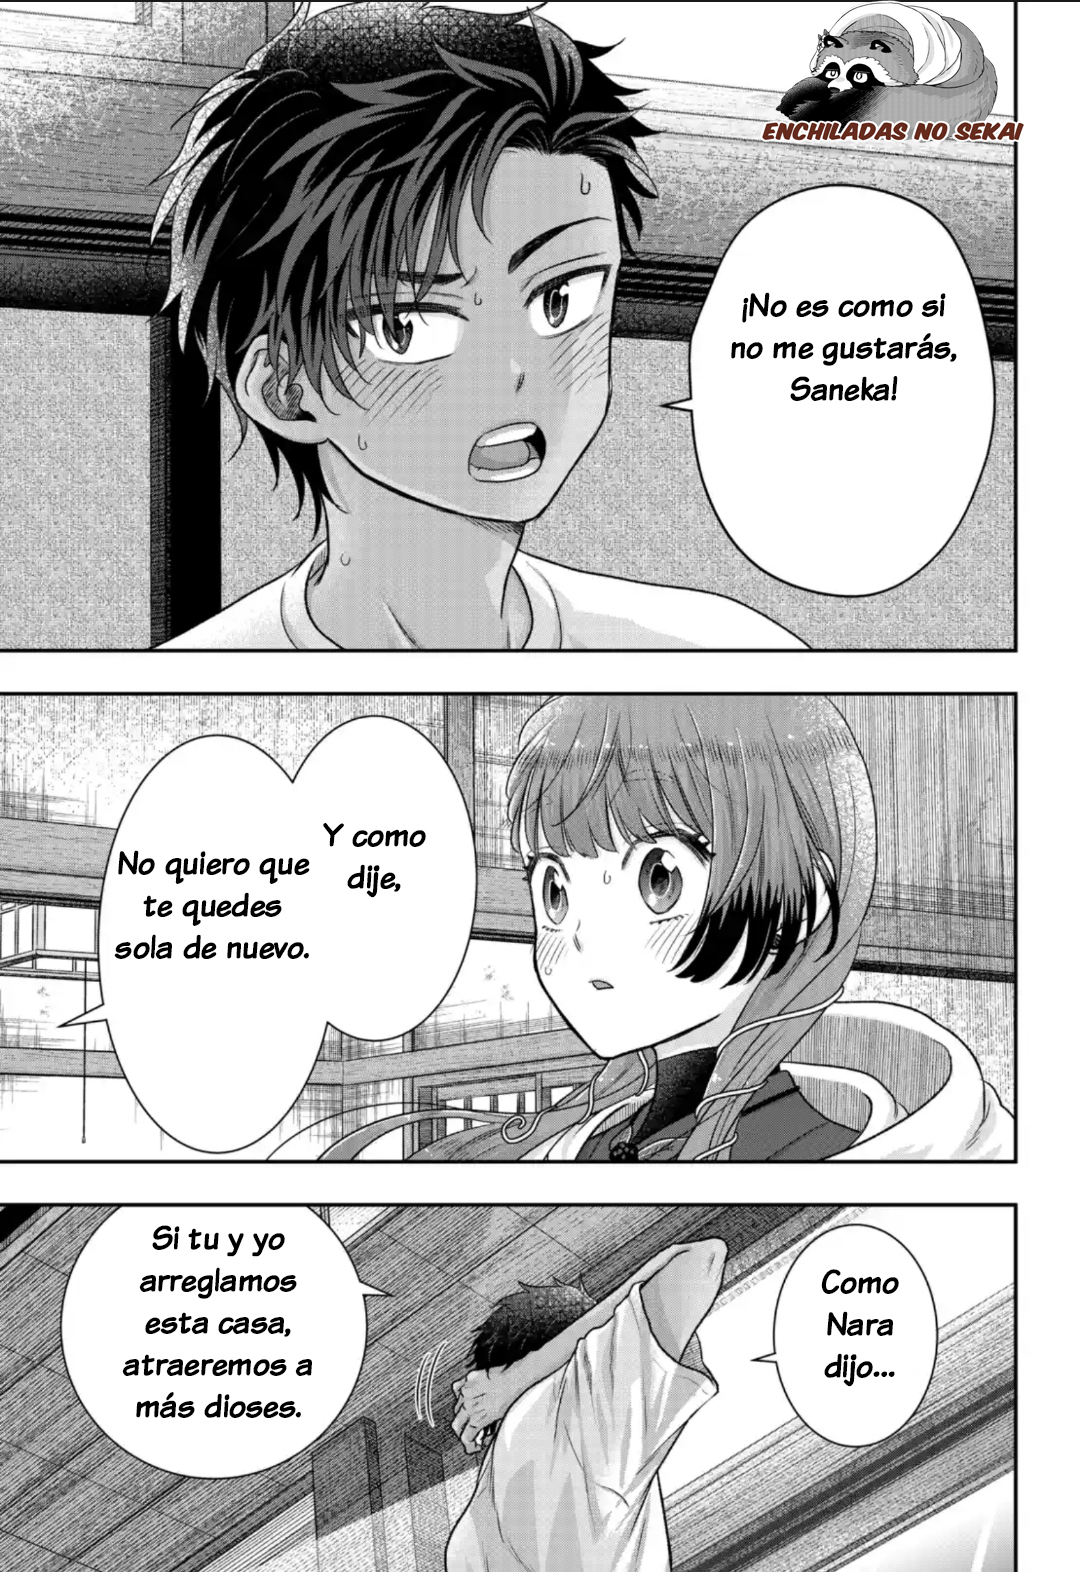 ENCHILADAS NO SEKAI
¡No es como si
no me gustarás,
Saneka!
Y como
dije,
No quiero que
te quedes
sola de nuevo.
Como
Nara
dijo...
Si tu y yo
arreglamos
esta casa,
atraeremos a
más dioses.